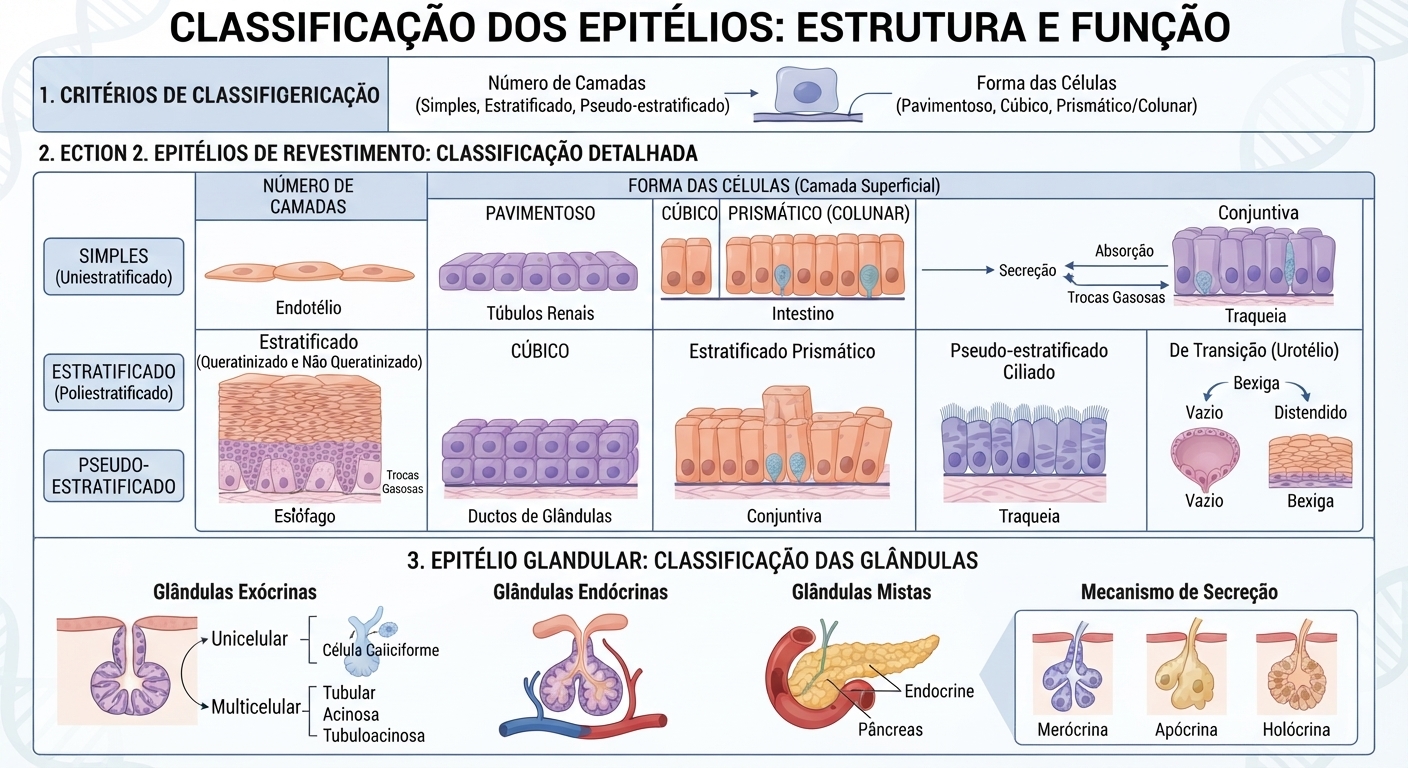 CLASSIFICAÇÃO DOS EPITÉLIOS: ESTRUTURA E FUNÇÃO
1. CRITÉRIOS DE CLASSIFIGERICAÇÃO
Número de Camadas
(Simples, Estratificado, Pseudo-estratificado)
Forma das Células
(Pavimentoso, Cúbico, Prismático/Colunar)
2. ECTION 2. EPITÉLIOS DE REVESTIMENTO: CLASSIFICAÇÃO DETALHADA
NÚMERO DE
CAMADAS
FORMA DAS CÉLULAS (Camada Superficial)
PAVIMENTOSO
CÚBICO
PRISMÁTICO (COLUNAR)
Conjuntiva
SIMPLES
(Uniestratificado)
Endotélio
Túbulos Renais
Intestino
Secreção
Absorção
Trocas Gasosas
Traqueia
ESTRATIFICADO
(Poliestratificado)
PSEUDO-
ESTRATIFICADO
Estratificado
(Queratinizado e Não Queratinizado)
Trocas
Gasosas
Esiófago
CÚBICO
Ductos de Glândulas
Estratificado Prismático
Conjuntiva
Pseudo-estratificado
Ciliado
Traqueia
De Transição (Urotélio)
Bexiga
Vazio
Distendido
Vazio
Bexiga
3. EPITÉLIO GLANDULAR: CLASSIFICAÇÃO DAS GLÂNDULAS
Glândulas Exócrinas
Unicelular
Célula Caiiciforme
Multicelular
Tubular
Acinosa
Tubuloacinosa
Glândulas Endócrinas
Glândulas Mistas
Endocrine
Pâncreas
Mecanismo de Secreção
Merócrina
Apócrina
Holócrina